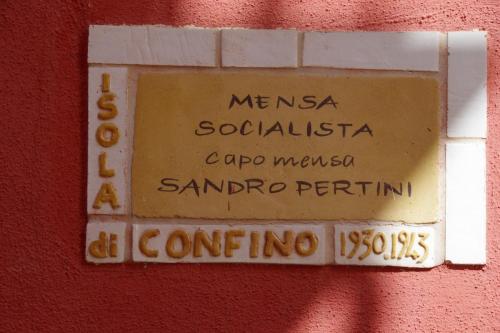 MENSA
SOCIALISTA
capo mensa
SANDRO PERTINI
ISOLA
di CONFINO 1930.1943